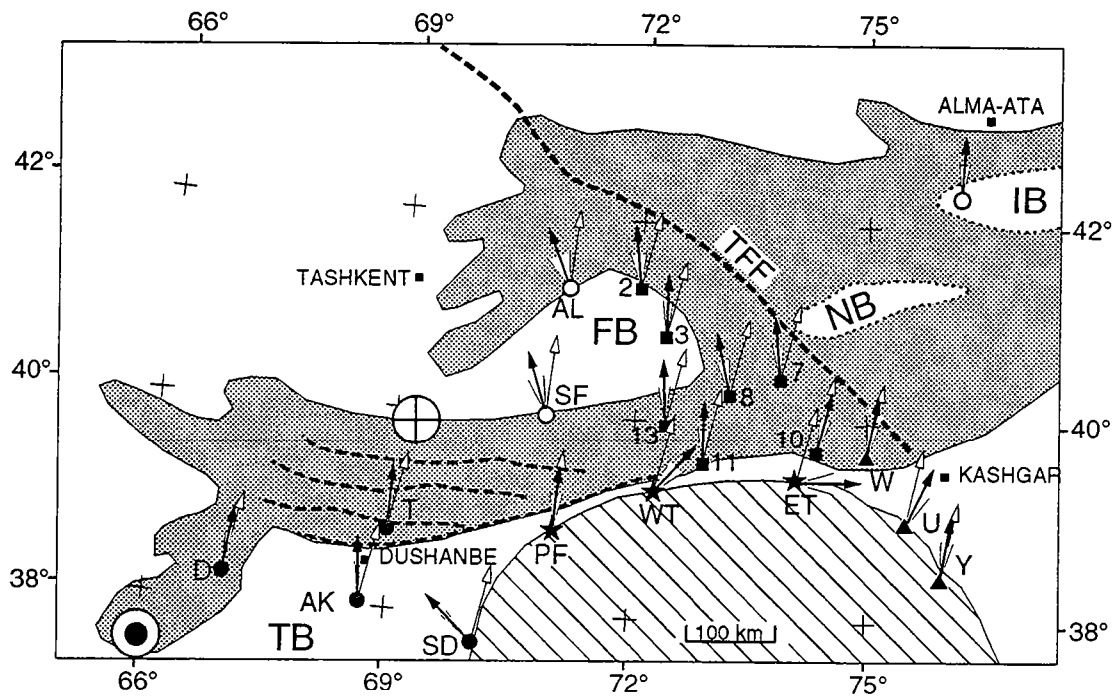 66° 69° 72° 75°
ALMA-ATA
42°
IB
42°
TFF
TASHKENT
2
AL
NB
3
FB
40°
7
SF
8
13
10
40°
11
W
KASHGAR
T
WT
ET
U
PF
D
DUSHANBE
Y
38°
AK
TB
SD
100 km
38°
66° 69° 72° 75°